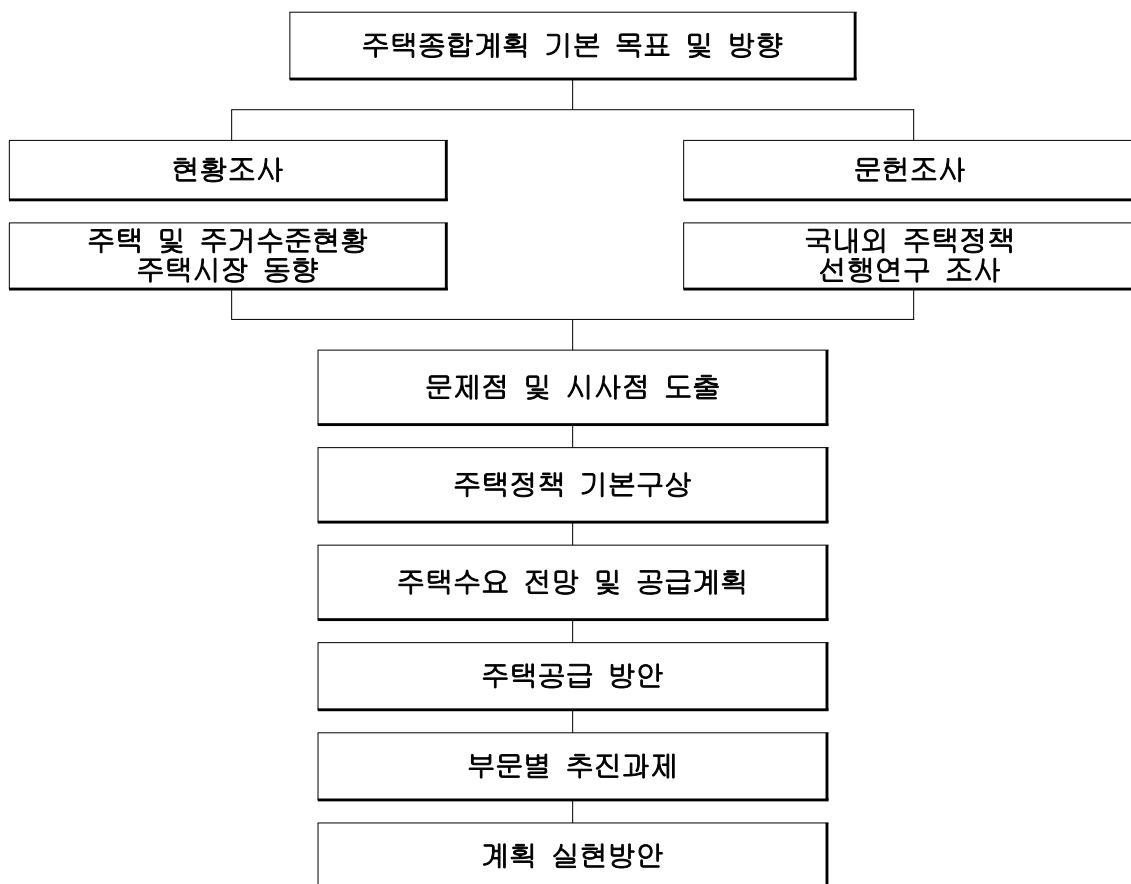 주택종합계획 기본 목표 및 방향
현황조사
문헌조사
주택 및 주거수준현황
주택시장 동향
국내외 주택정책
선행연구 조사
문제점 및 시사점 도출
주택정책 기본구상
주택수요 전망 및 공급계획
주택공급 방안
부문별 추진과제
계획 실현방안